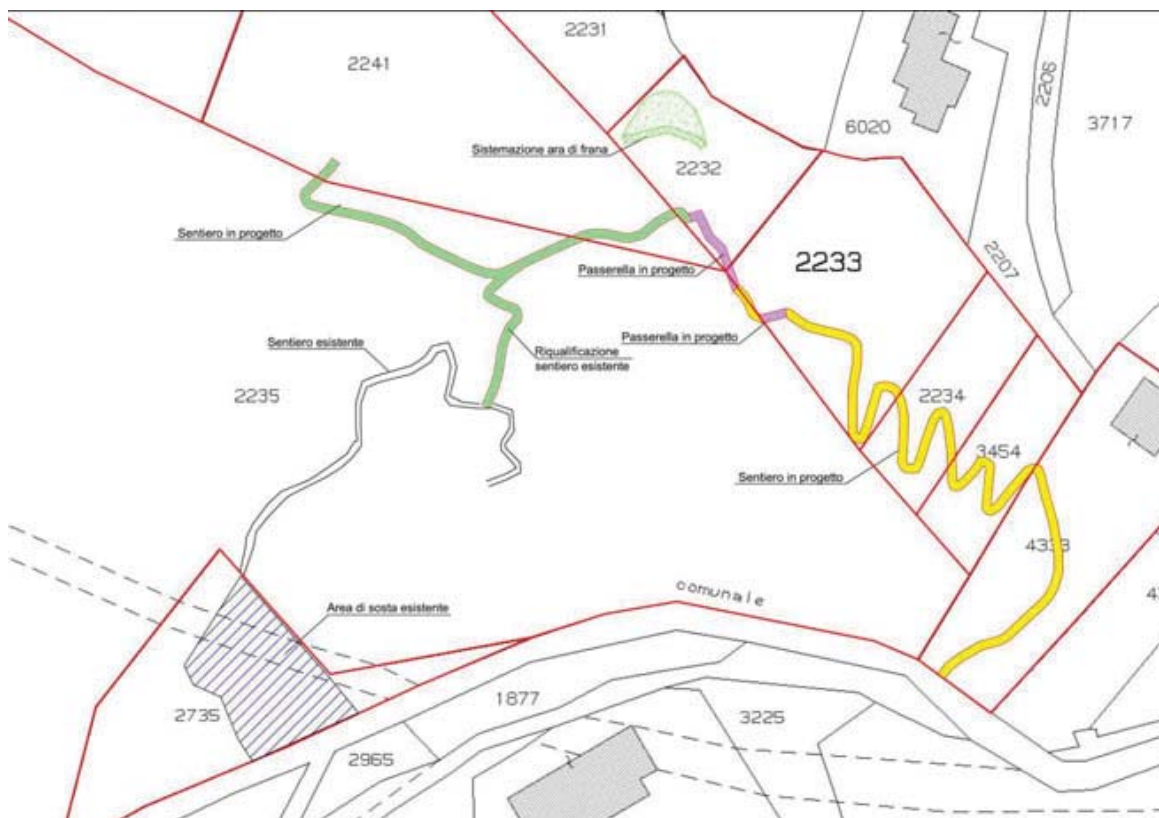 2231
2241
2206
6020
3717
Sistemazione ara di frana
2232
Sentiero in progetto
2233
2207
Passerella in progetto
Passerella in progetto
Sentiero esistente
Riqualificazione
sentiero esistente
2235
2234
3454
Sentiero in progetto
4333
comunale
Area di sosta esistente
2735
1877
3225
2965